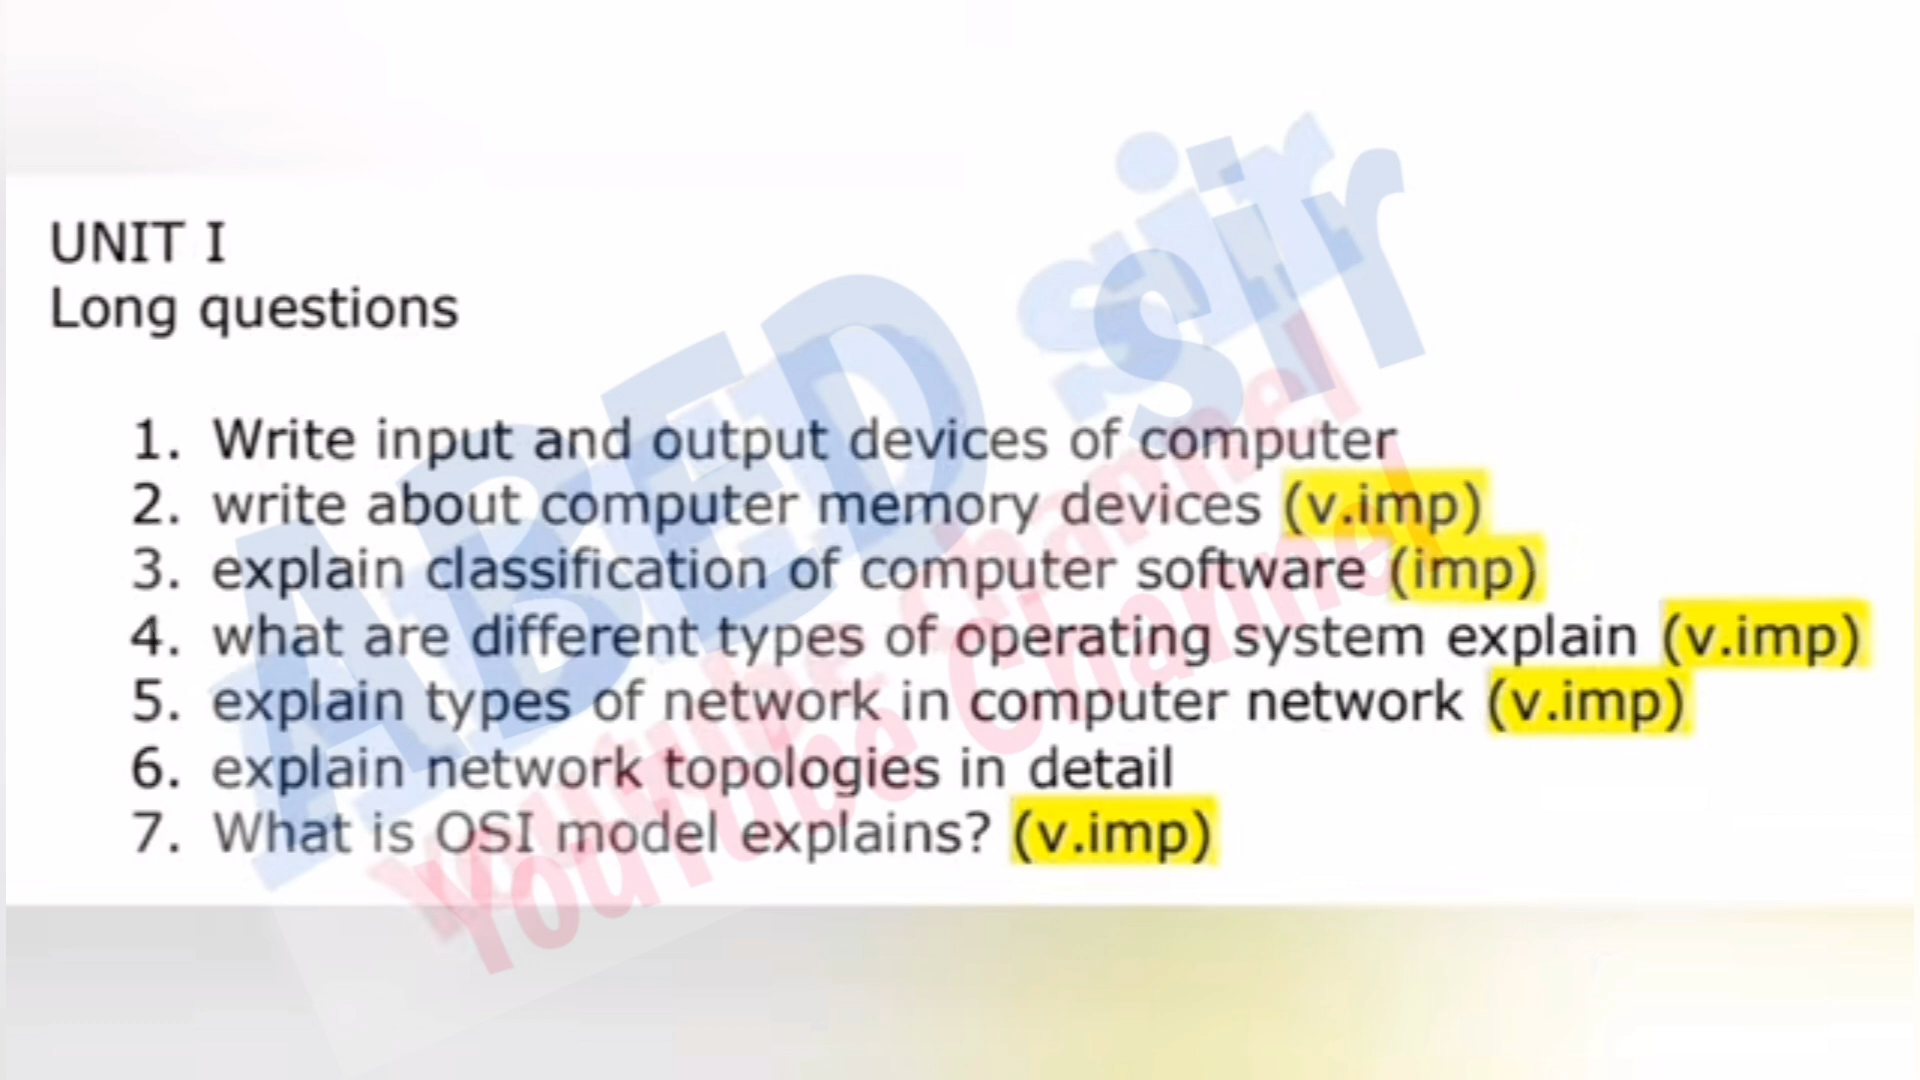 UNIT I
Long questions
1. Write input and output devices of computer
2. write about computer memory devices (v.imp)
3. explain classification of computer software (imp)
4. what are different types of operating system explain (v.imp)
5. explain types of network in computer network (v.imp)
6. explain network topologies in detail
7. What is OSI model explains? (v.imp)
ABED sir
YouTube Channel